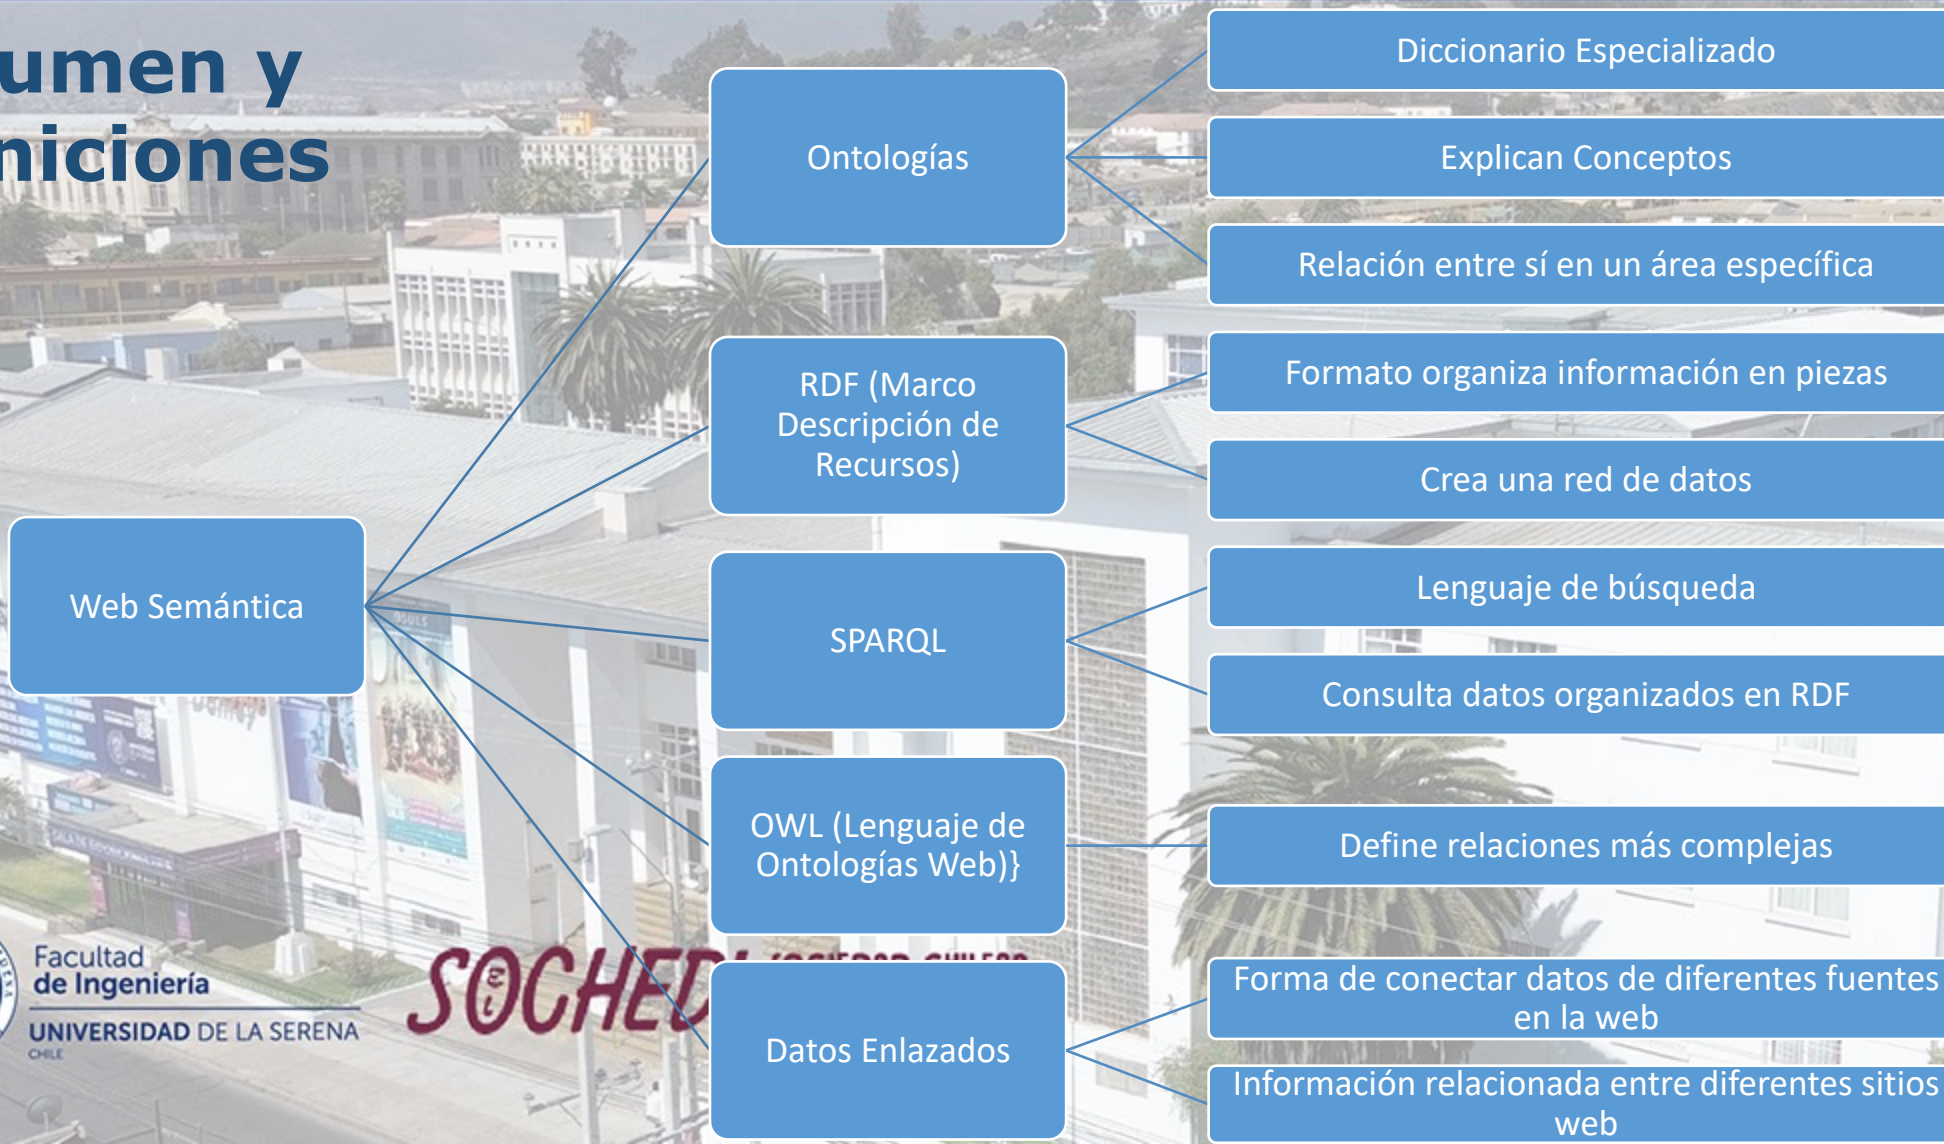 umen y
niciones
Web Semántica
Ontologías
Diccionario Especializado
Explican Conceptos
Relación entre sí en un área específica
RDF (Marco
Descripción de
Recursos)
Formato organiza información en piezas
Crea una red de datos
SPARQL
Lenguaje de búsqueda
Consulta datos organizados en RDF
OWL (Lenguaje de
Ontologías Web)}
Define relaciones más complejas
Datos Enlazados
Forma de conectar datos de diferentes fuentes
en la web
Información relacionada entre diferentes sitios
web
Facultad
de Ingeniería
UNIVERSIDAD DE LA SERENA
CHILE
SOCHED